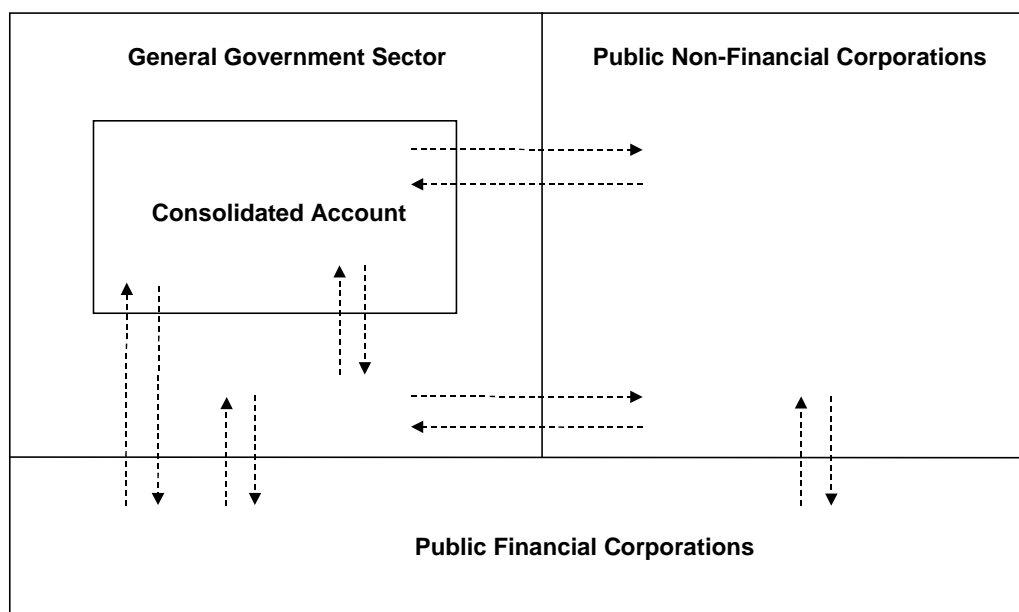 General Government Sector
Public Non-Financial Corporations
Consolidated Account
Public Financial Corporations